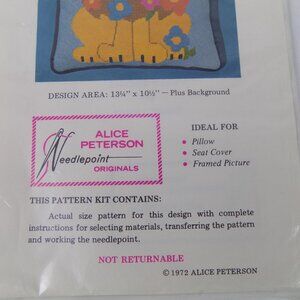 DESIGN AREA: 13¼" x 10½" — Plus Background
ALICE
PETERSON
Needlepoint
ORIGINALS
IDEAL FOR
• Pillow
• Seat Cover
• Framed Picture
THIS PATTERN KIT CONTAINS:
Actual size pattern for this design with complete
instructions for selecting materials, transferring the pattern
and working the needlepoint.
NOT RETURNABLE
©1972 ALICE PETERSON